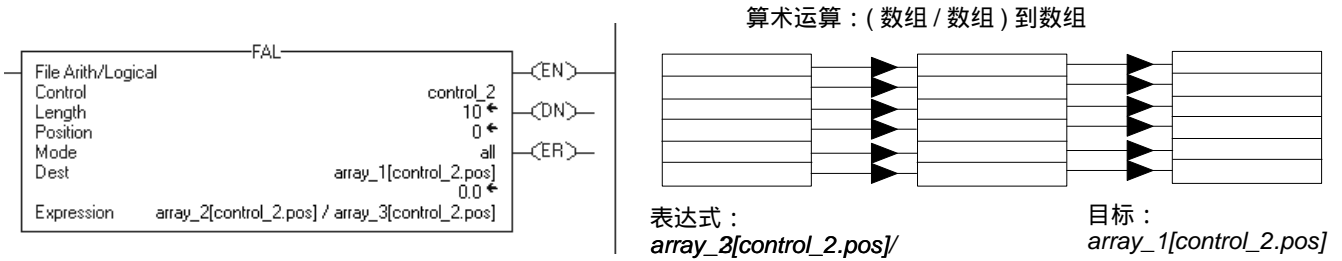 FAL
File Arith/Logical
Control control_2
Length 10
Position 0
Mode all
Dest array_1[control_2.pos]
0.0
Expression array_2[control_2.pos] / array_3[control_2.pos]
(EN)
(DN)
(ER)
算术运算：( 数组 / 数组 ) 到数组
表达式：
[control_2.pos]/
目标：
array_1[control_2.pos]